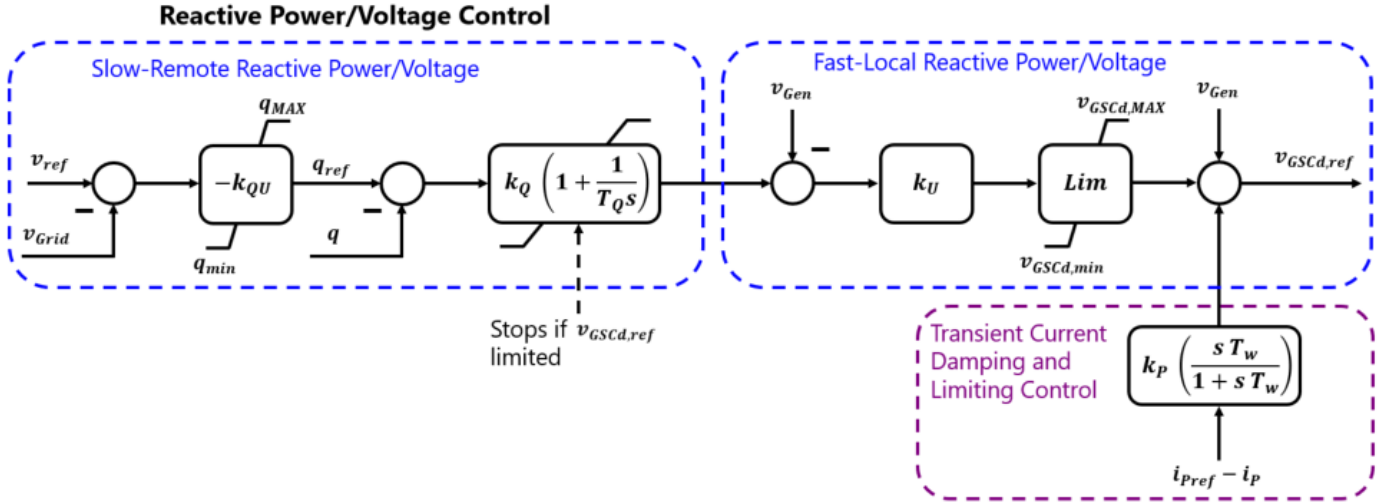 Reactive Power/Voltage Control
Slow-Remote Reactive Power/Voltage
Fast-Local Reactive Power/Voltage
v_Gen
v_Gen
q_MAX
v_GSCd,MAX
v_ref
−k_QU
q_ref
k_Q (1 + 1/(T_Q s))
k_U
Lim
v_GSCd,ref
−
−
−
v_Grid
q
q_min
v_GSCd,min
Stops if v_GSCd,ref
limited
Transient Current
Damping and
Limiting Control
k_P (s T_w/(1 + s T_w))
i_Pref − i_P